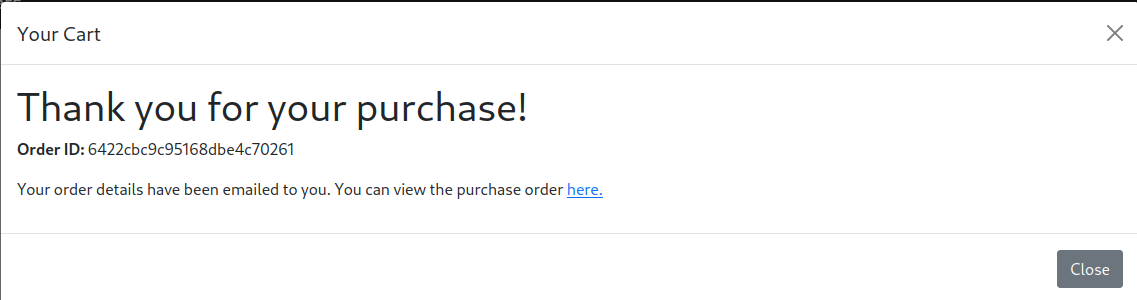 Your Cart
Thank you for your purchase!
Order ID: 6422cbc9c95168dbe4c70261
Your order details have been emailed to you. You can view the purchase order here.
Close